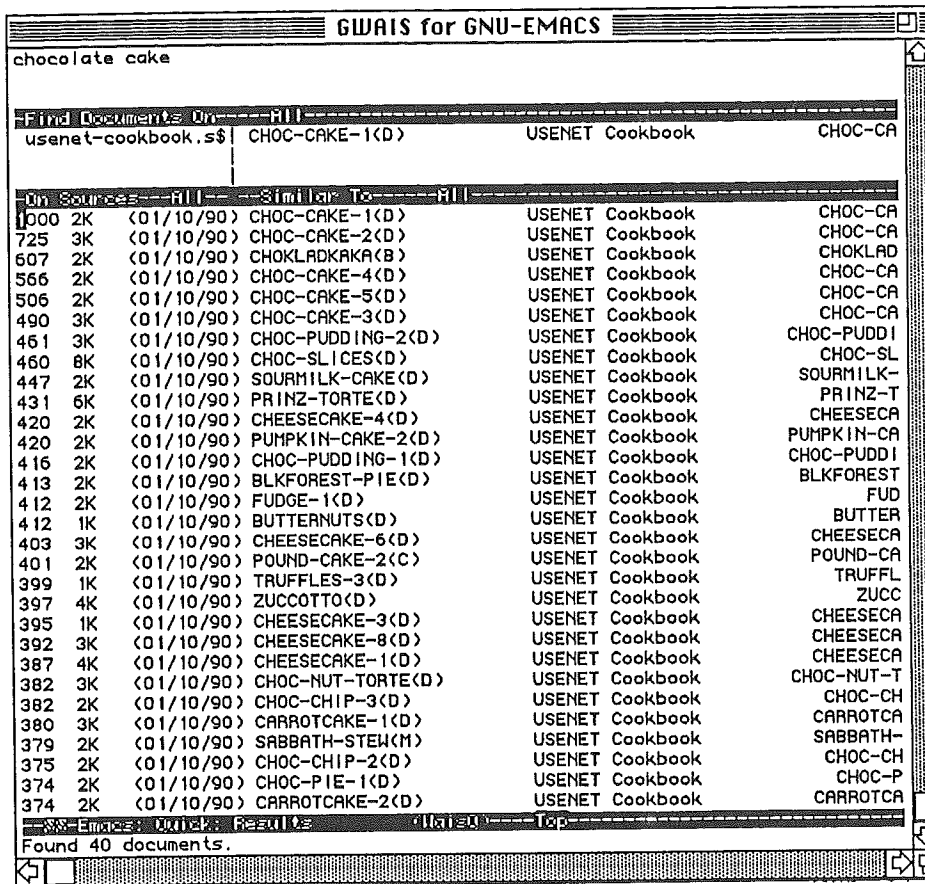 GWAIS for GNU-EMACS
chocolate cake
Find Documents On All
usenet-cookbook.s$| CHOC-CAKE-1(D) USENET Cookbook CHOC-CA
On Sources All Similar To All
1000 2K (01/10/90) CHOC-CAKE-1(D) USENET Cookbook CHOC-CA
725 3K (01/10/90) CHOC-CAKE-2(D) USENET Cookbook CHOC-CA
607 2K (01/10/90) CHOKLADKAKA(B) USENET Cookbook CHOKLAD
566 2K (01/10/90) CHOC-CAKE-4(D) USENET Cookbook CHOC-CA
506 2K (01/10/90) CHOC-CAKE-5(D) USENET Cookbook CHOC-CA
490 3K (01/10/90) CHOC-CAKE-3(D) USENET Cookbook CHOC-CA
461 3K (01/10/90) CHOC-PUDDING-2(D) USENET Cookbook CHOC-PUDDI
460 8K (01/10/90) CHOC-SLICES(D) USENET Cookbook CHOC-SL
447 2K (01/10/90) SOURMILK-CAKE(D) USENET Cookbook SOURMILK-
431 6K (01/10/90) PRINZ-TORTE(D) USENET Cookbook PRINZ-T
420 2K (01/10/90) CHEESECAKE-4(D) USENET Cookbook CHEESECA
420 2K (01/10/90) PUMPKIN-CAKE-2(D) USENET Cookbook PUMPKIN-CA
416 2K (01/10/90) CHOC-PUDDING-1(D) USENET Cookbook CHOC-PUDDI
413 2K (01/10/90) BLKFOREST-PIE(D) USENET Cookbook BLKFOREST
412 2K (01/10/90) FUDGE-1(D) USENET Cookbook FUD
412 1K (01/10/90) BUTTERNUTS(D) USENET Cookbook BUTTER
403 3K (01/10/90) CHEESECAKE-6(D) USENET Cookbook CHEESECA
401 2K (01/10/90) POUND-CAKE-2(C) USENET Cookbook POUND-CA
399 1K (01/10/90) TRUFFLES-3(D) USENET Cookbook TRUFFL
397 4K (01/10/90) ZUCCOTTO(D) USENET Cookbook ZUCC
395 1K (01/10/90) CHEESECAKE-3(D) USENET Cookbook CHEESECA
392 3K (01/10/90) CHEESECAKE-8(D) USENET Cookbook CHEESECA
387 4K (01/10/90) CHEESECAKE-1(D) USENET Cookbook CHEESECA
382 3K (01/10/90) CHOC-NUT-TORTE(D) USENET Cookbook CHOC-NUT-T
382 2K (01/10/90) CHOC-CHIP-3(D) USENET Cookbook CHOC-CH
380 3K (01/10/90) CARROTCAKE-1(D) USENET Cookbook CARROTCA
379 2K (01/10/90) SABBATH-STEW(M) USENET Cookbook SABBATH-
375 2K (01/10/90) CHOC-CHIP-2(D) USENET Cookbook CHOC-CH
374 2K (01/10/90) CHOC-PIE-1(D) USENET Cookbook CHOC-P
374 2K (01/10/90) CARROTCAKE-2(D) USENET Cookbook CARROTCA
--%%-Emacs: Quick: Results (WaisQ)----Top----
Found 40 documents.